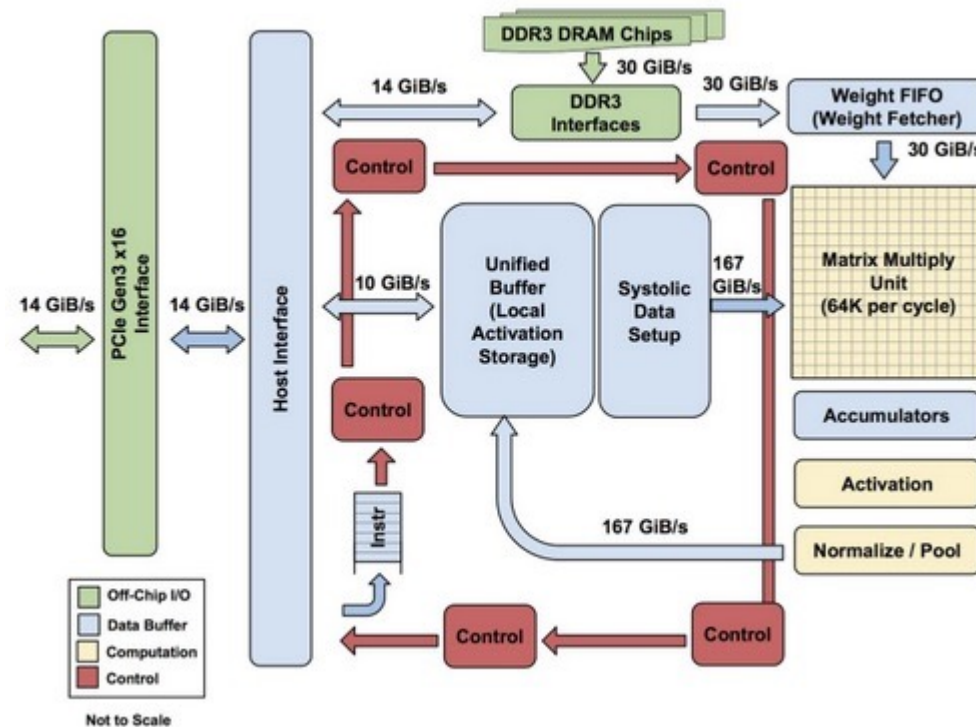 DDR3 DRAM Chips
30 GiB/s
14 GiB/s
DDR3
Interfaces
30 GiB/s
Weight FIFO
(Weight Fetcher)
30 GiB/s
Control
Control
PCIe Gen3 x16
Interface
14 GiB/s
14 GiB/s
Host Interface
10 GiB/s
Unified
Buffer
(Local
Activation
Storage)
Systolic
Data
Setup
167
GiB/s
Matrix Multiply
Unit
(64K per cycle)
Control
Accumulators
Activation
Instr
167 GiB/s
Normalize / Pool
Off-Chip I/O
Data Buffer
Computation
Control
Control
Control
Not to Scale